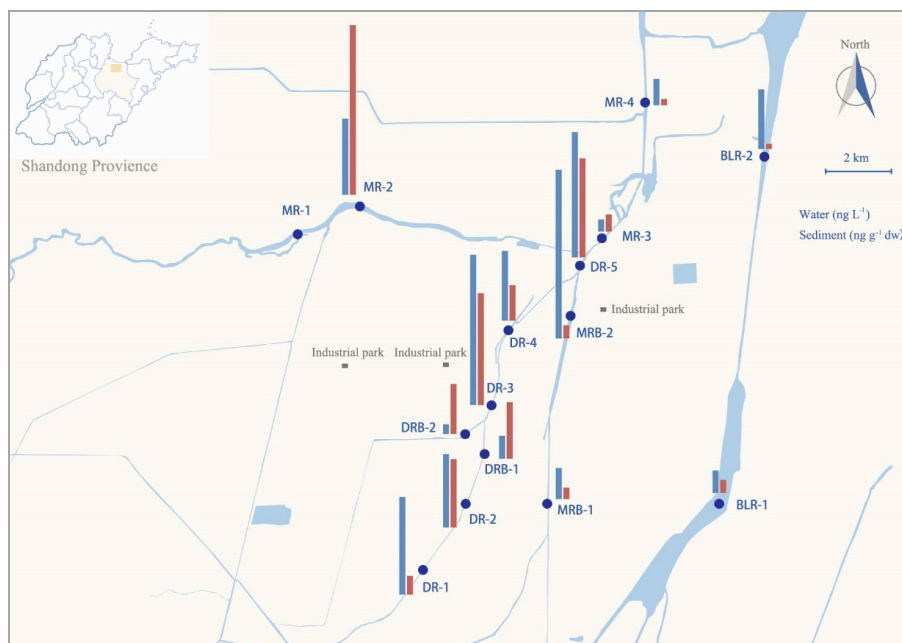 Shandong Provience
North
2 km
Water (ng L⁻¹)
Sediment (ng g⁻¹ dw)
MR-4
BLR-2
MR-2
MR-1
MR-3
DR-5
Industrial park
MRB-2
DR-4
Industrial park
Industrial park
DR-3
DRB-2
DRB-1
DR-2
MRB-1
BLR-1
DR-1